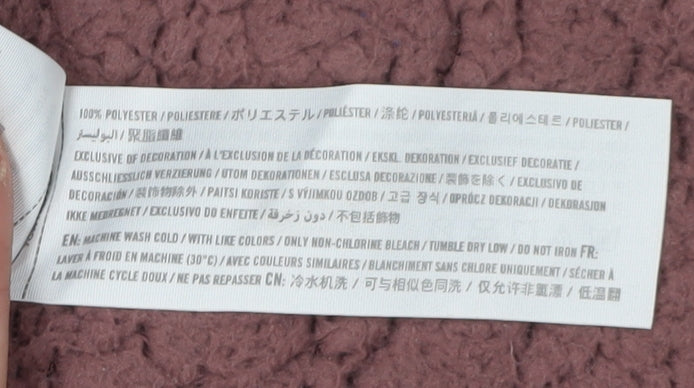 100% POLYESTER / POLIESTERE / ポリエステル / POLIÉSTER / 涤纶 / POLYESTERIÄ / 폴리에스테르 / POLIESTER /
البوليستر / 聚脂纖維
EXCLUSIVE OF DECORATION / À L'EXCLUSION DE LA DÉCORATION / EKSKL. DEKORATION / EXCLUSIEF DECORATIE /
AUSSCHLIESSLICH VERZIERUNG / UTOM DEKORATIONEN / ESCLUSA DECORAZIONE / 装飾を除く / EXCLUSIVO DE
DECORACIÓN / 装饰物除外 / PAITSI KORISTE / S VÝJIMKOU OZDOB / 고급 장식 / OPRÓCZ DEKORACJI / DEKORASJON
IKKE MEDREGNET / EXCLUSIVO DO ENFEITE / دون زخرفة / 不包括飾物
EN: MACHINE WASH COLD / WITH LIKE COLORS / ONLY NON-CHLORINE BLEACH / TUMBLE DRY LOW / DO NOT IRON FR:
LAVER À FROID EN MACHINE (30°C) / AVEC COULEURS SIMILAIRES / BLANCHIMENT SANS CHLORE UNIQUEMENT / SÉCHER À
LA MACHINE CYCLE DOUX / NE PAS REPASSER CN: 冷水机洗 / 可与相似色同洗 / 仅允许非氯漂 / 低温翻